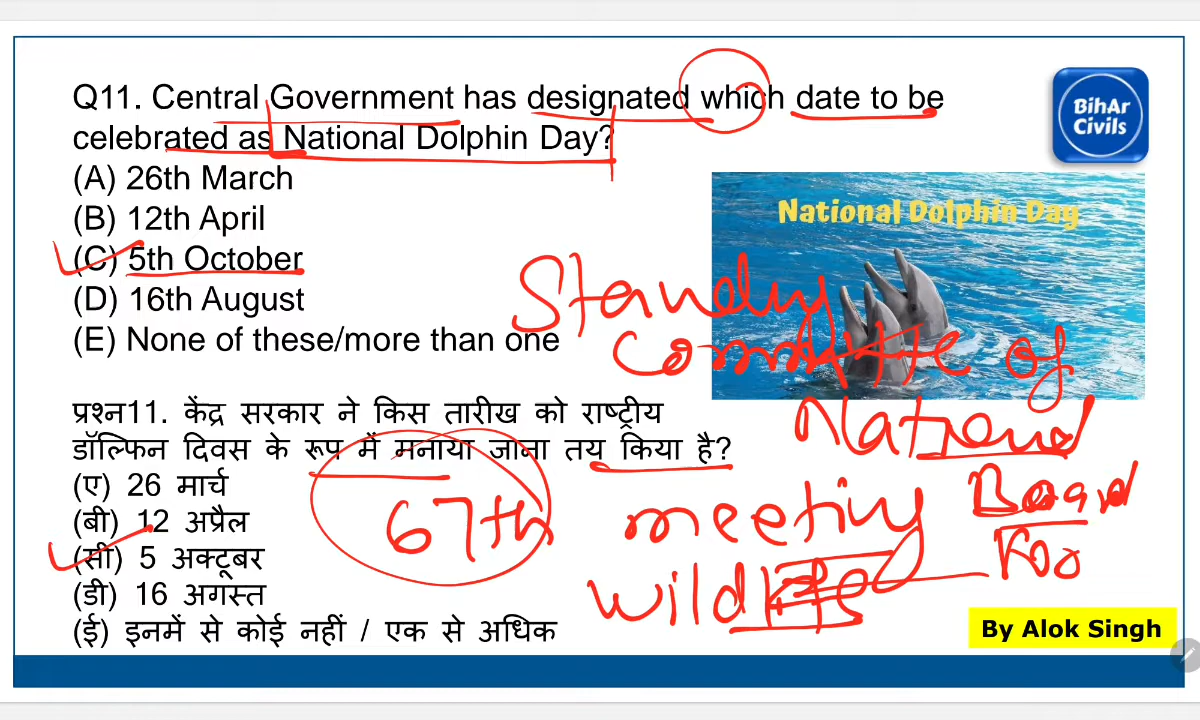 Q11. Central Government has designated which date to be
celebrated as National Dolphin Day?
(A) 26th March
(B) 12th April
(C) 5th October
(D) 16th August
(E) None of these/more than one
BihAr
Civils
National Dolphin Day
Standing
Committe of
National
Board
for
67th meeting
wildlife
प्रश्न11. केंद्र सरकार ने किस तारीख को राष्ट्रीय
डॉल्फिन दिवस के रूप में मनाया जाना तय किया है?
(ए) 26 मार्च
(बी) 12 अप्रैल
(सी) 5 अक्टूबर
(डी) 16 अगस्त
(ई) इनमें से कोई नहीं / एक से अधिक
By Alok Singh